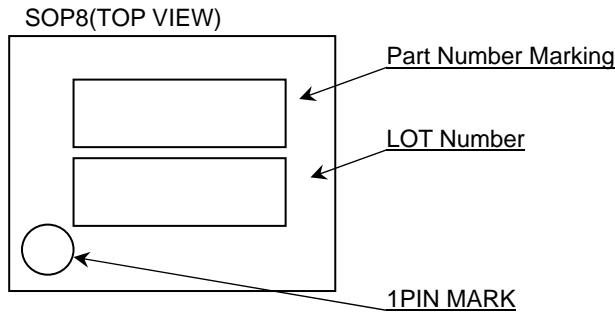 SOP8(TOP VIEW)
Part Number Marking
LOT Number
1PIN MARK